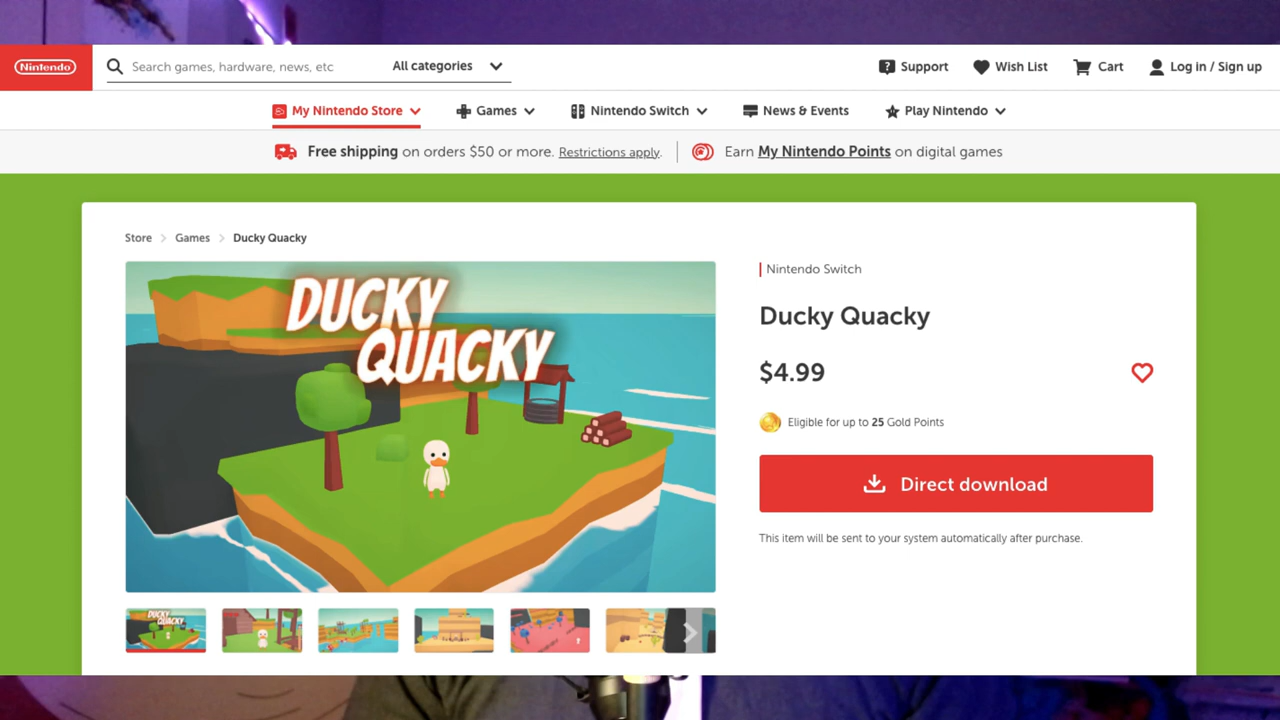 Nintendo
Search games, hardware, news, etc
All categories
Support
Wish List
Cart
Log in / Sign up
My Nintendo Store
Games
Nintendo Switch
News & Events
Play Nintendo
Free shipping on orders $50 or more. Restrictions apply.
Earn My Nintendo Points on digital games
Store
Games
Ducky Quacky
DUCKY
QUACKY
Nintendo Switch
Ducky Quacky
$4.99
Eligible for up to 25 Gold Points
Direct download
This item will be sent to your system automatically after purchase.
DUCKY
QUACKY